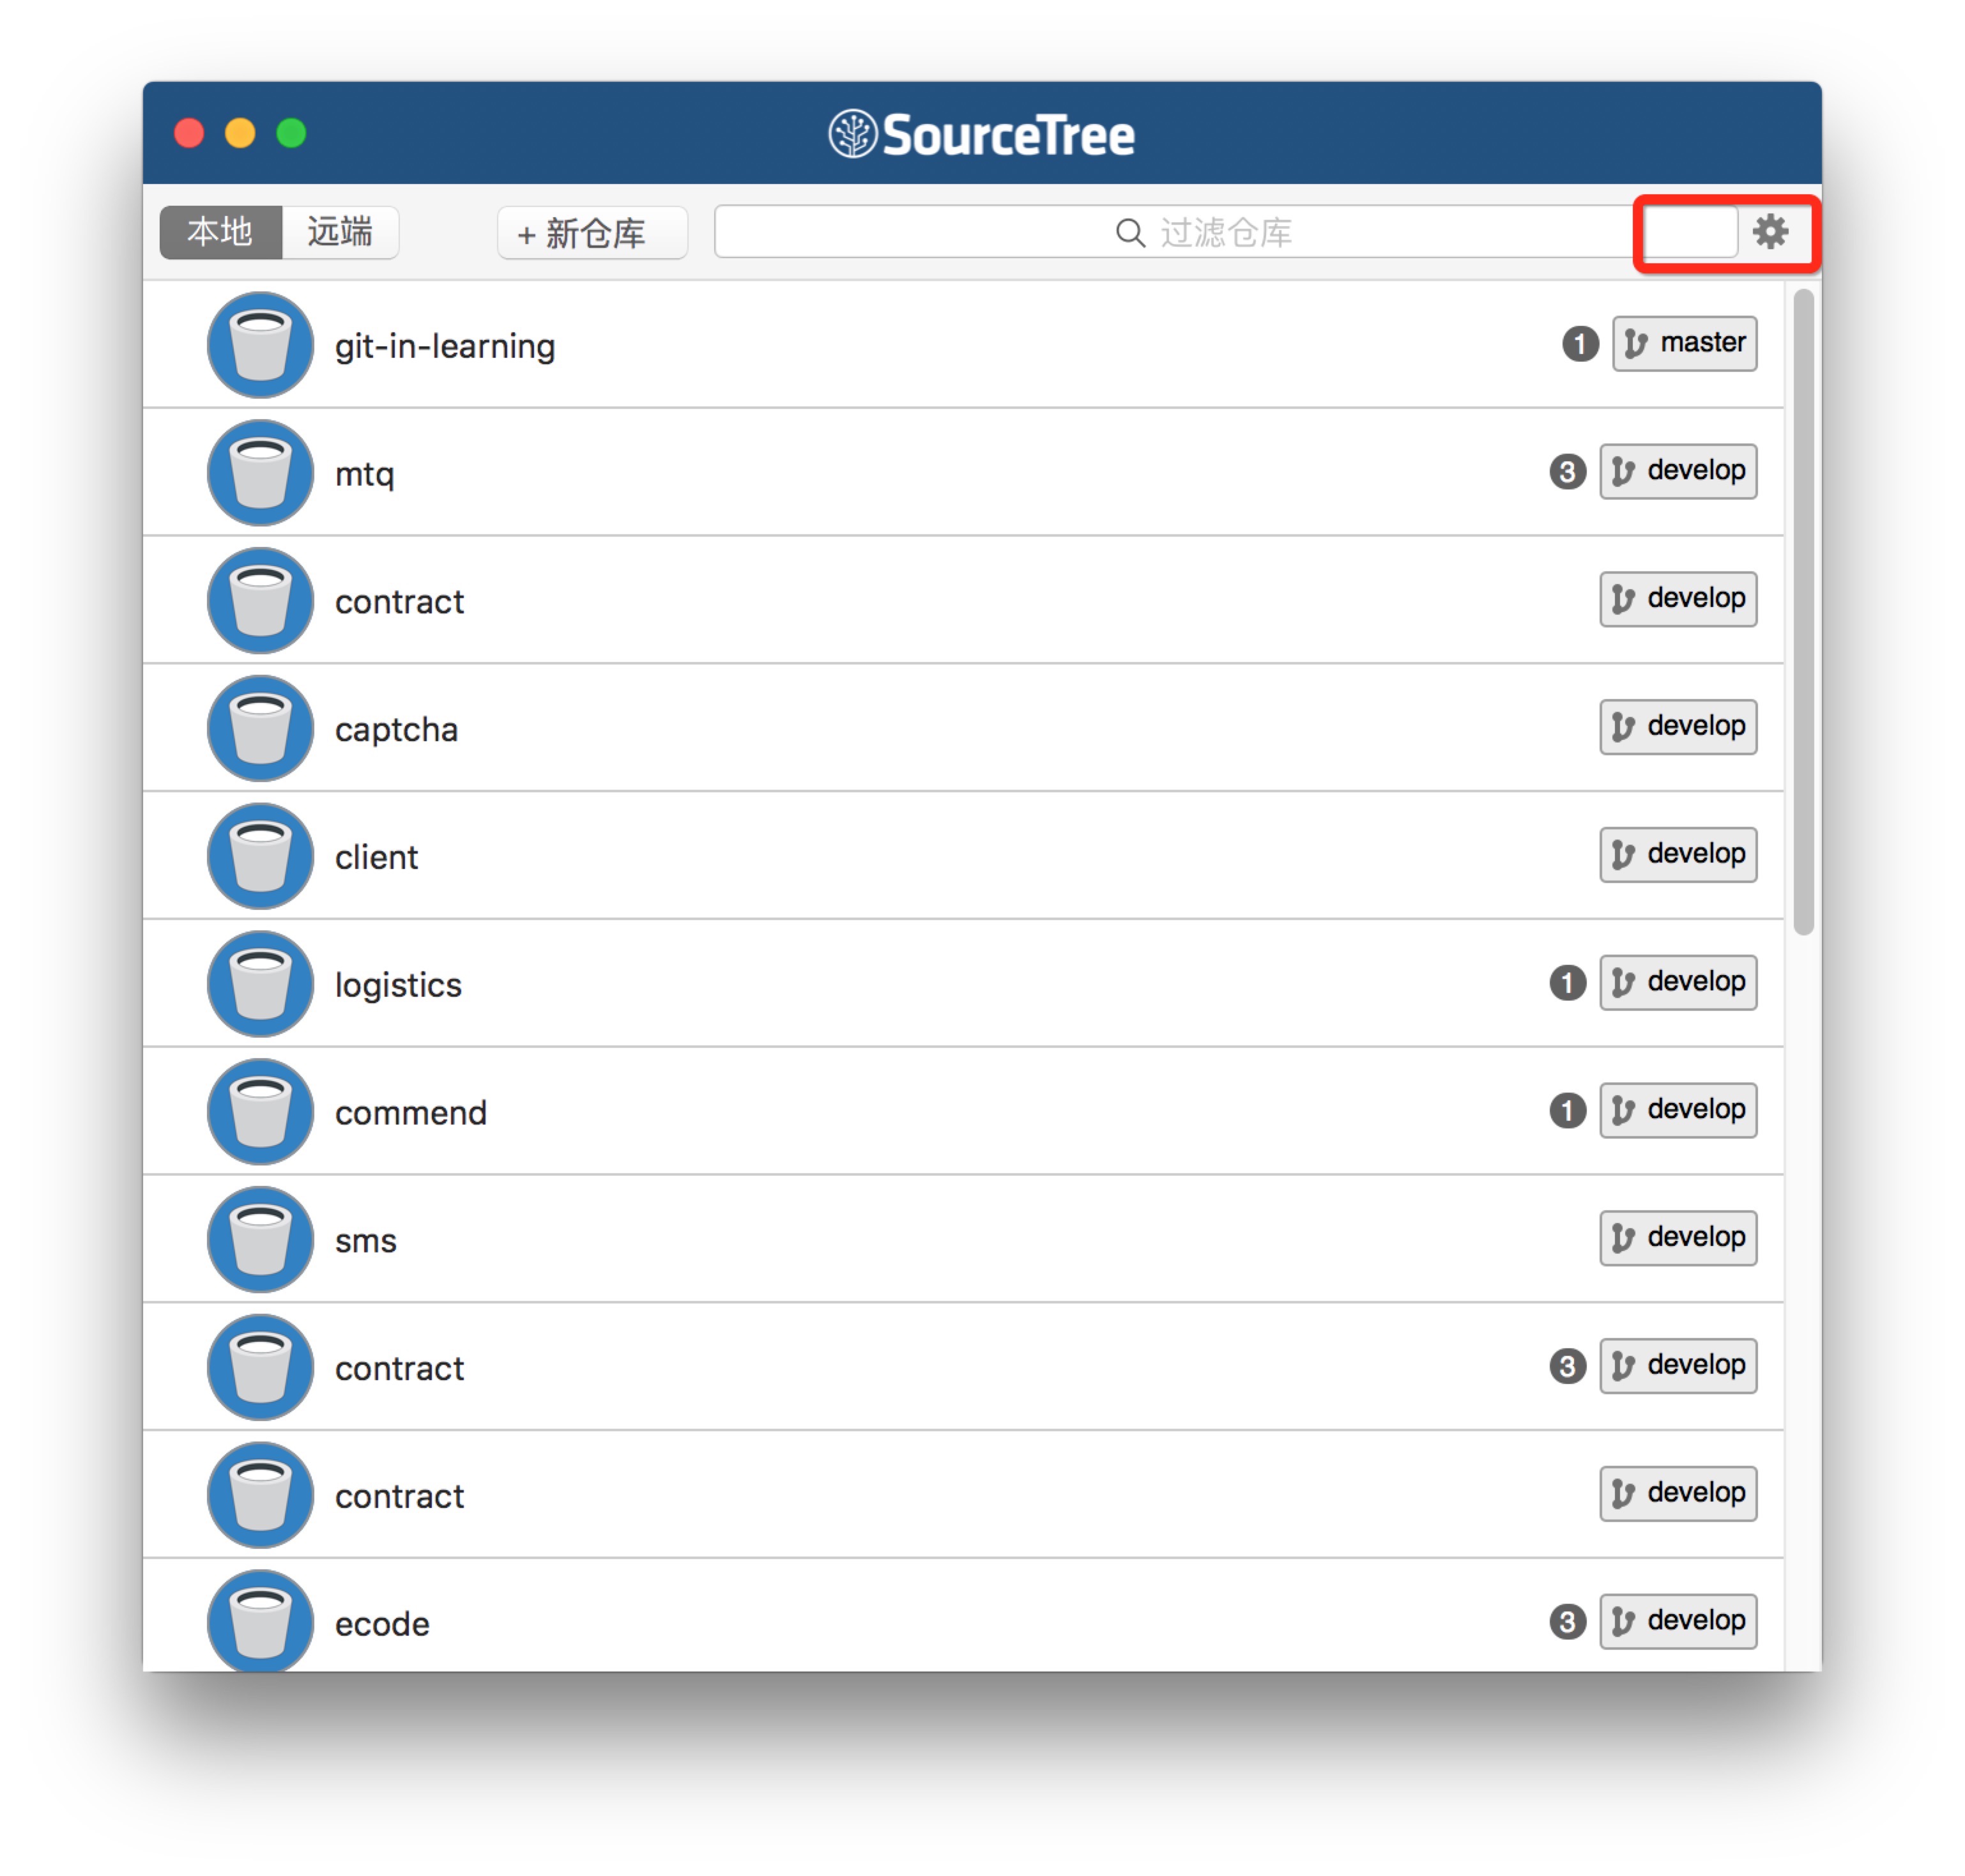 SourceTree
本地 远端 + 新仓库 过滤仓库
git-in-learning 1 master
mtq 3 develop
contract develop
captcha develop
client develop
logistics 1 develop
commend 1 develop
sms develop
contract 3 develop
contract develop
ecode 3 develop